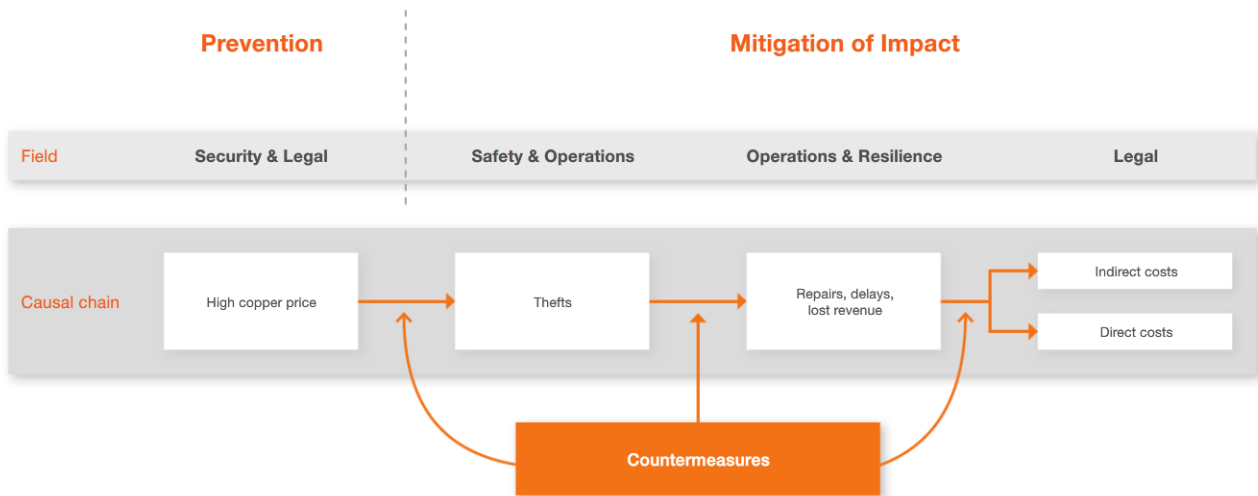 Prevention
Mitigation of Impact
Field
Security & Legal
Safety & Operations
Operations & Resilience
Legal
Causal chain
High copper price
Thefts
Repairs, delays,
lost revenue
Indirect costs
Direct costs
Countermeasures